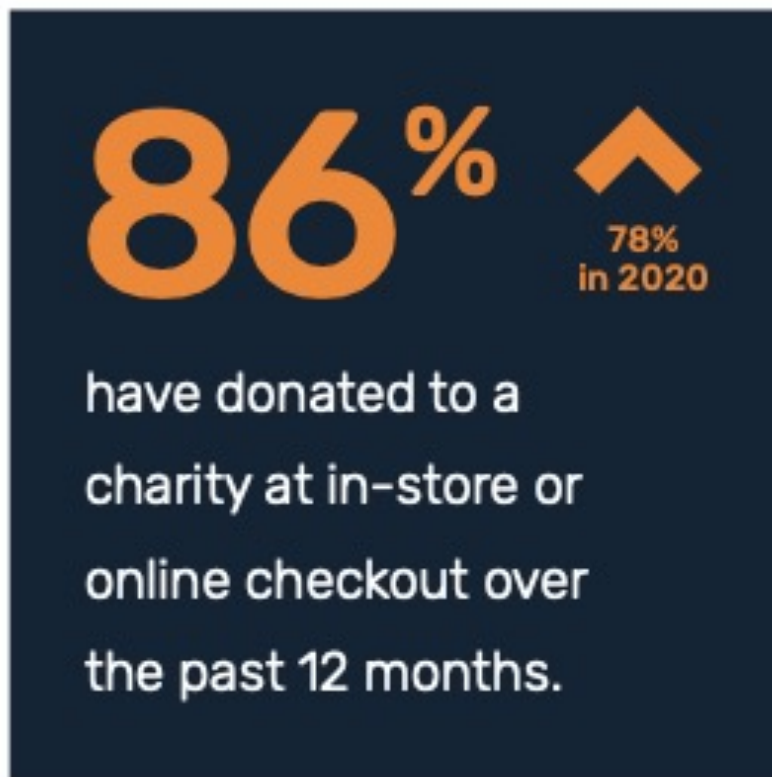 86%
78%
in 2020
have donated to a
charity at in-store or
online checkout over
the past 12 months.